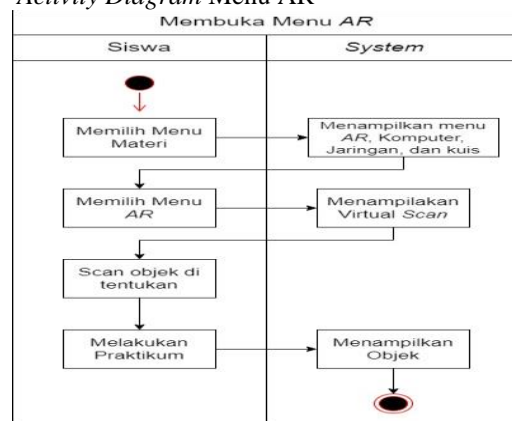 Activity Diagram Menu AR
Membuka Menu AR
Siswa
System
Memilih Menu
Materi
Menampilkan menu
AR, Komputer,
Jaringan, dan kuis
Memilih Menu
AR
Menampilakan
Virtual Scan
Scan objek di
tentukan
Melakukan
Praktikum
Menampilkan
Objek